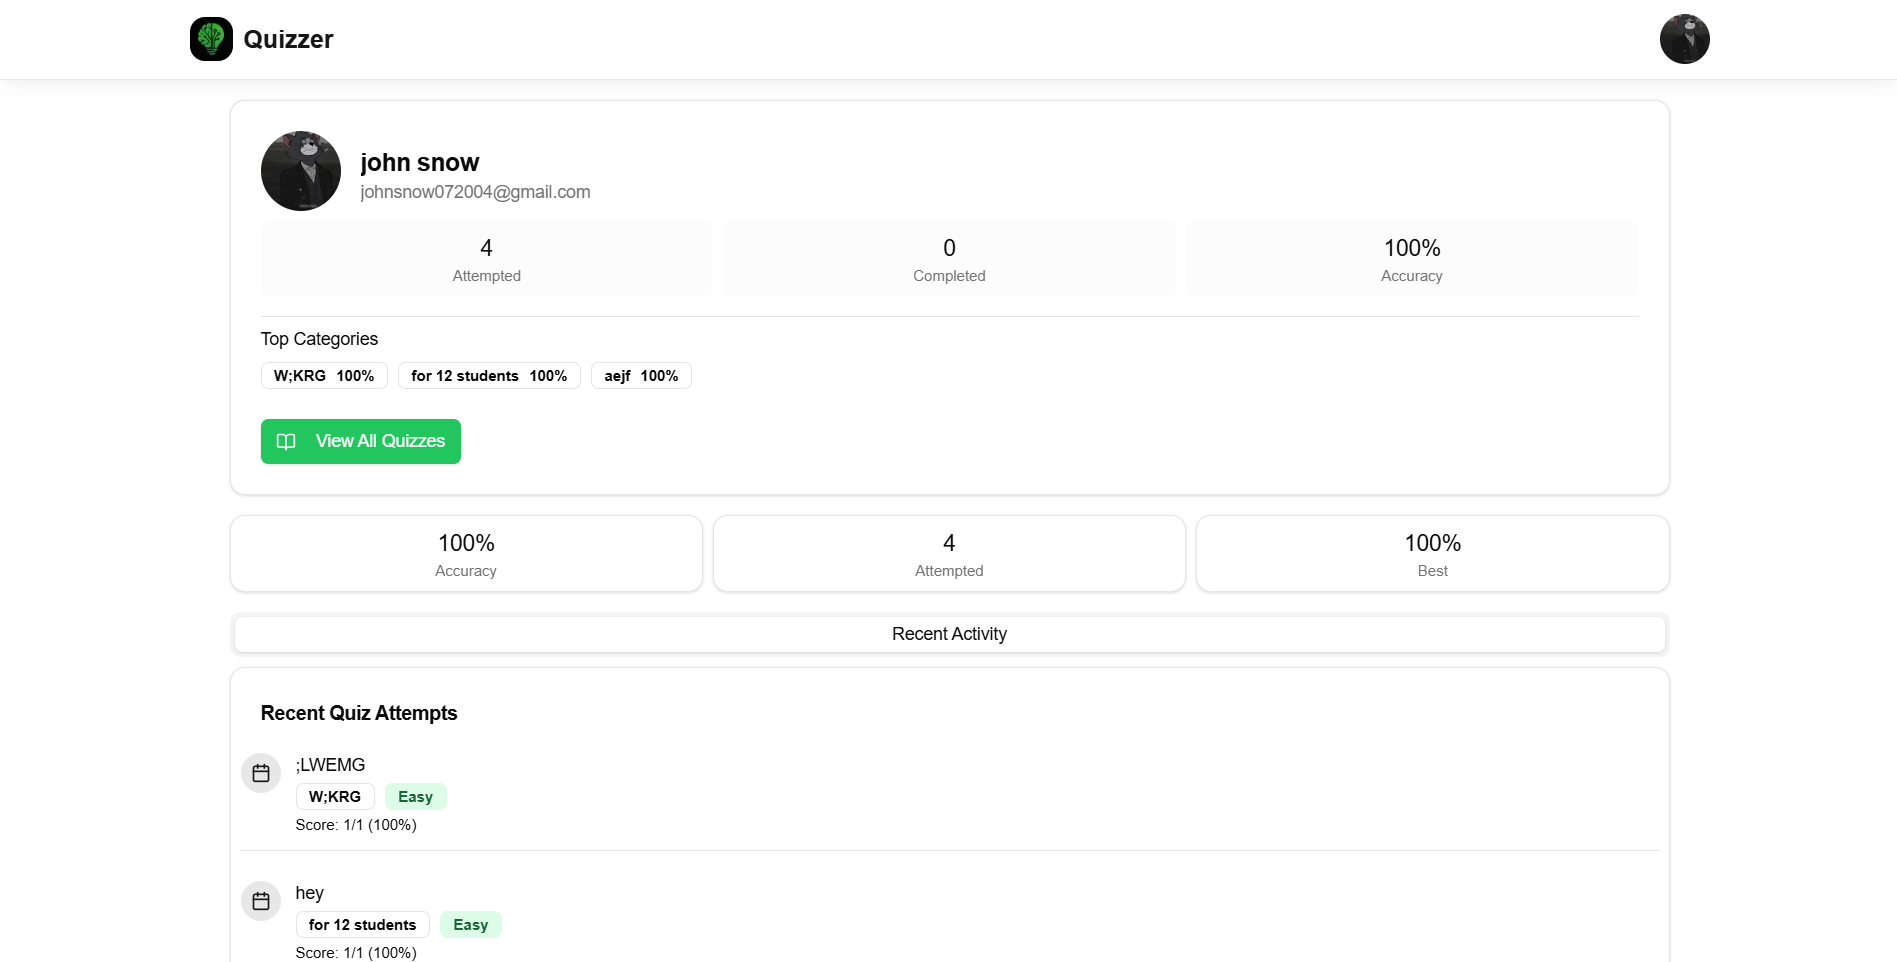 Quizzer
john snow
johnsnow072004@gmail.com
4
Attempted
0
Completed
100%
Accuracy
Top Categories
W;KRG 100%
for 12 students 100%
aejf 100%
View All Quizzes
100%
Accuracy
4
Attempted
100%
Best
Recent Activity
Recent Quiz Attempts
;LWEMG
W;KRG Easy
Score: 1/1 (100%)
hey
for 12 students Easy
Score: 1/1 (100%)